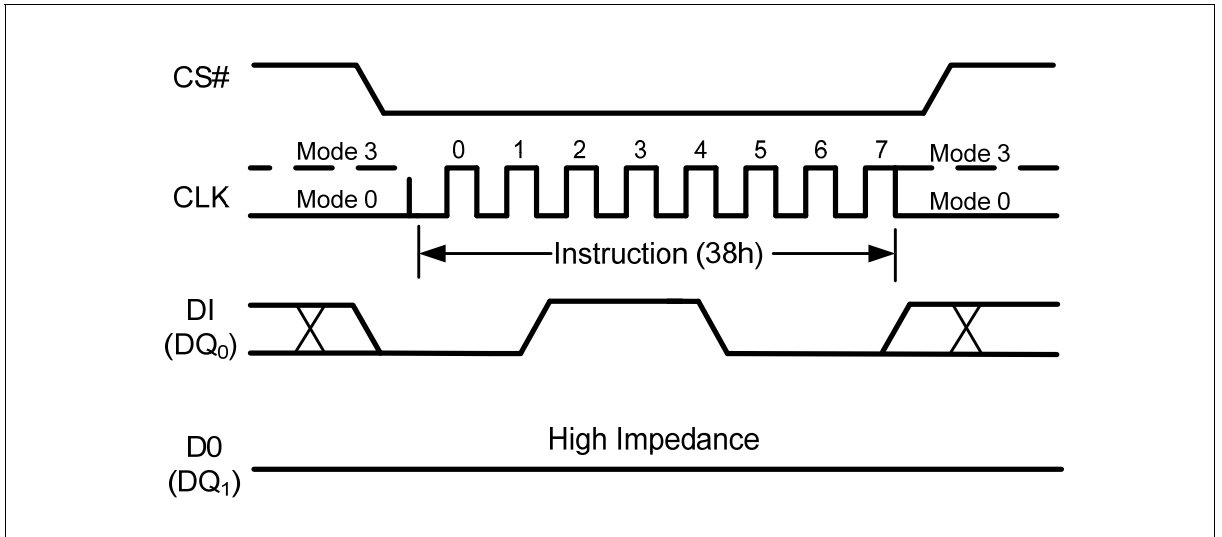 CS#
Mode 3 0 1 2 3 4 5 6 7 Mode 3
CLK Mode 0 Mode 0
Instruction (38h)
DI
(DQ₀)
High Impedance
D0
(DQ₁)